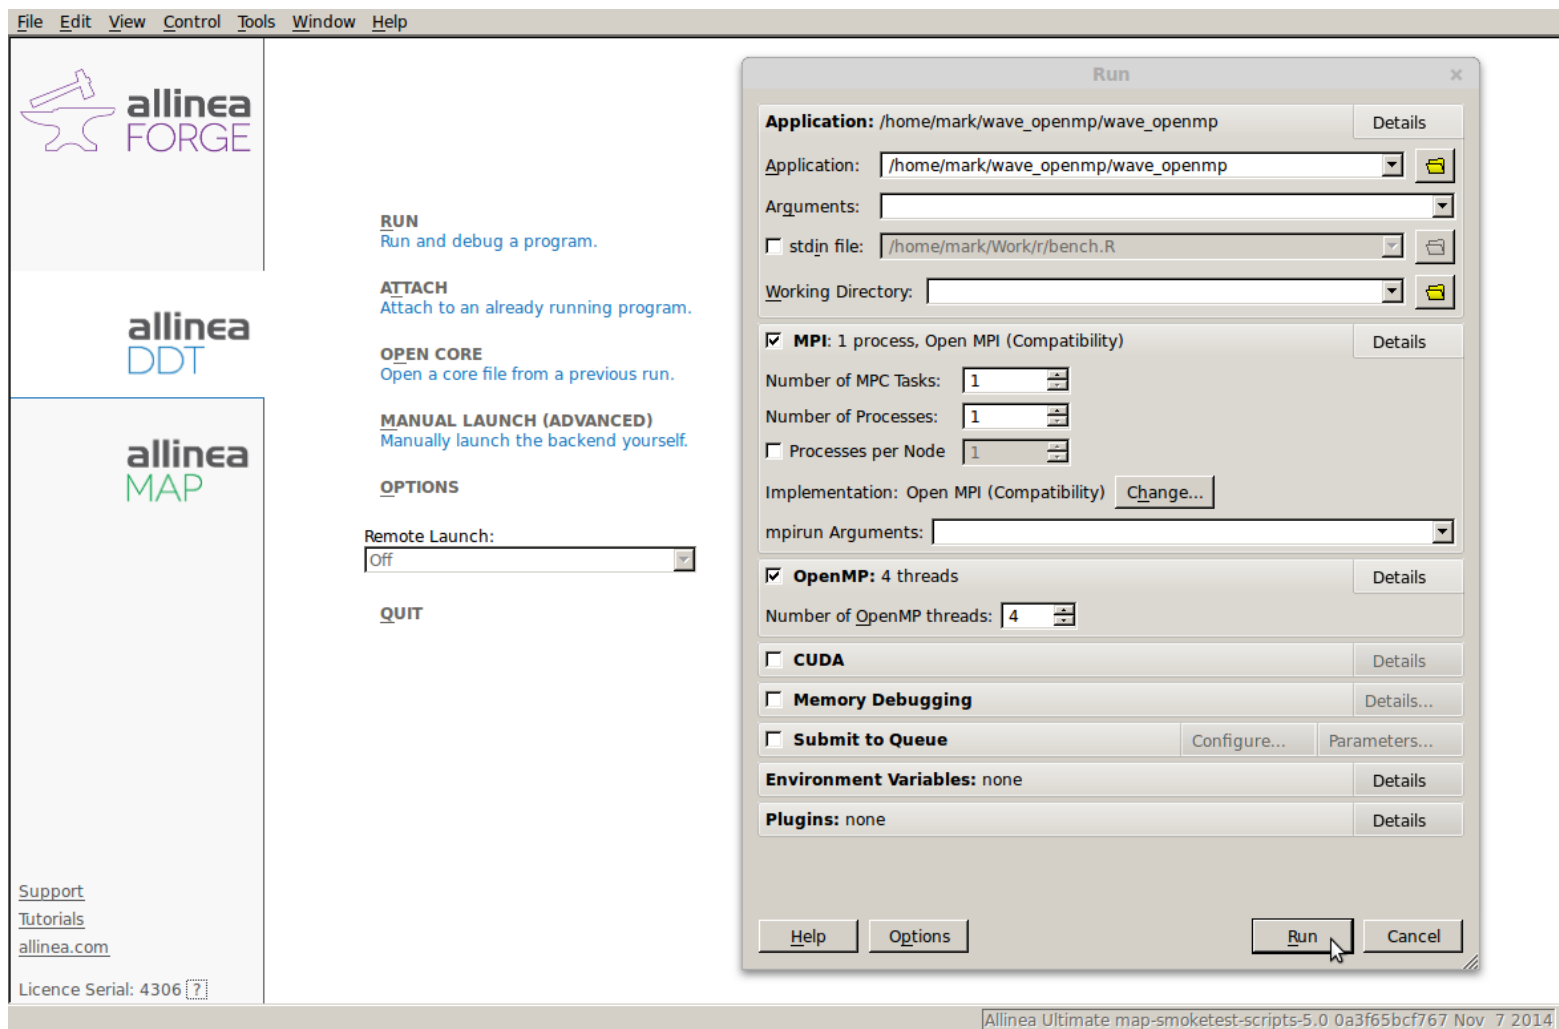 File Edit View Control Tools Window Help
allinea
FORGE
allinea
DDT
allinea
MAP
Support
Tutorials
allinea.com
Licence Serial: 4306 ?
RUN
Run and debug a program.
ATTACH
Attach to an already running program.
OPEN CORE
Open a core file from a previous run.
MANUAL LAUNCH (ADVANCED)
Manually launch the backend yourself.
OPTIONS
Remote Launch:
Off
QUIT
Run
Application: /home/mark/wave_openmp/wave_openmp Details
Application: /home/mark/wave_openmp/wave_openmp
Arguments:
stdin file: /home/mark/Work/r/bench.R
Working Directory:
MPI: 1 process, Open MPI (Compatibility) Details
Number of MPC Tasks: 1
Number of Processes: 1
Processes per Node 1
Implementation: Open MPI (Compatibility) Change...
mpirun Arguments:
OpenMP: 4 threads Details
Number of OpenMP threads: 4
CUDA Details
Memory Debugging Details...
Submit to Queue Configure... Parameters...
Environment Variables: none Details
Plugins: none Details
Help Options Run Cancel
Allinea Ultimate map-smoketest-scripts-5.0 0a3f65bcf767 Nov 7 2014